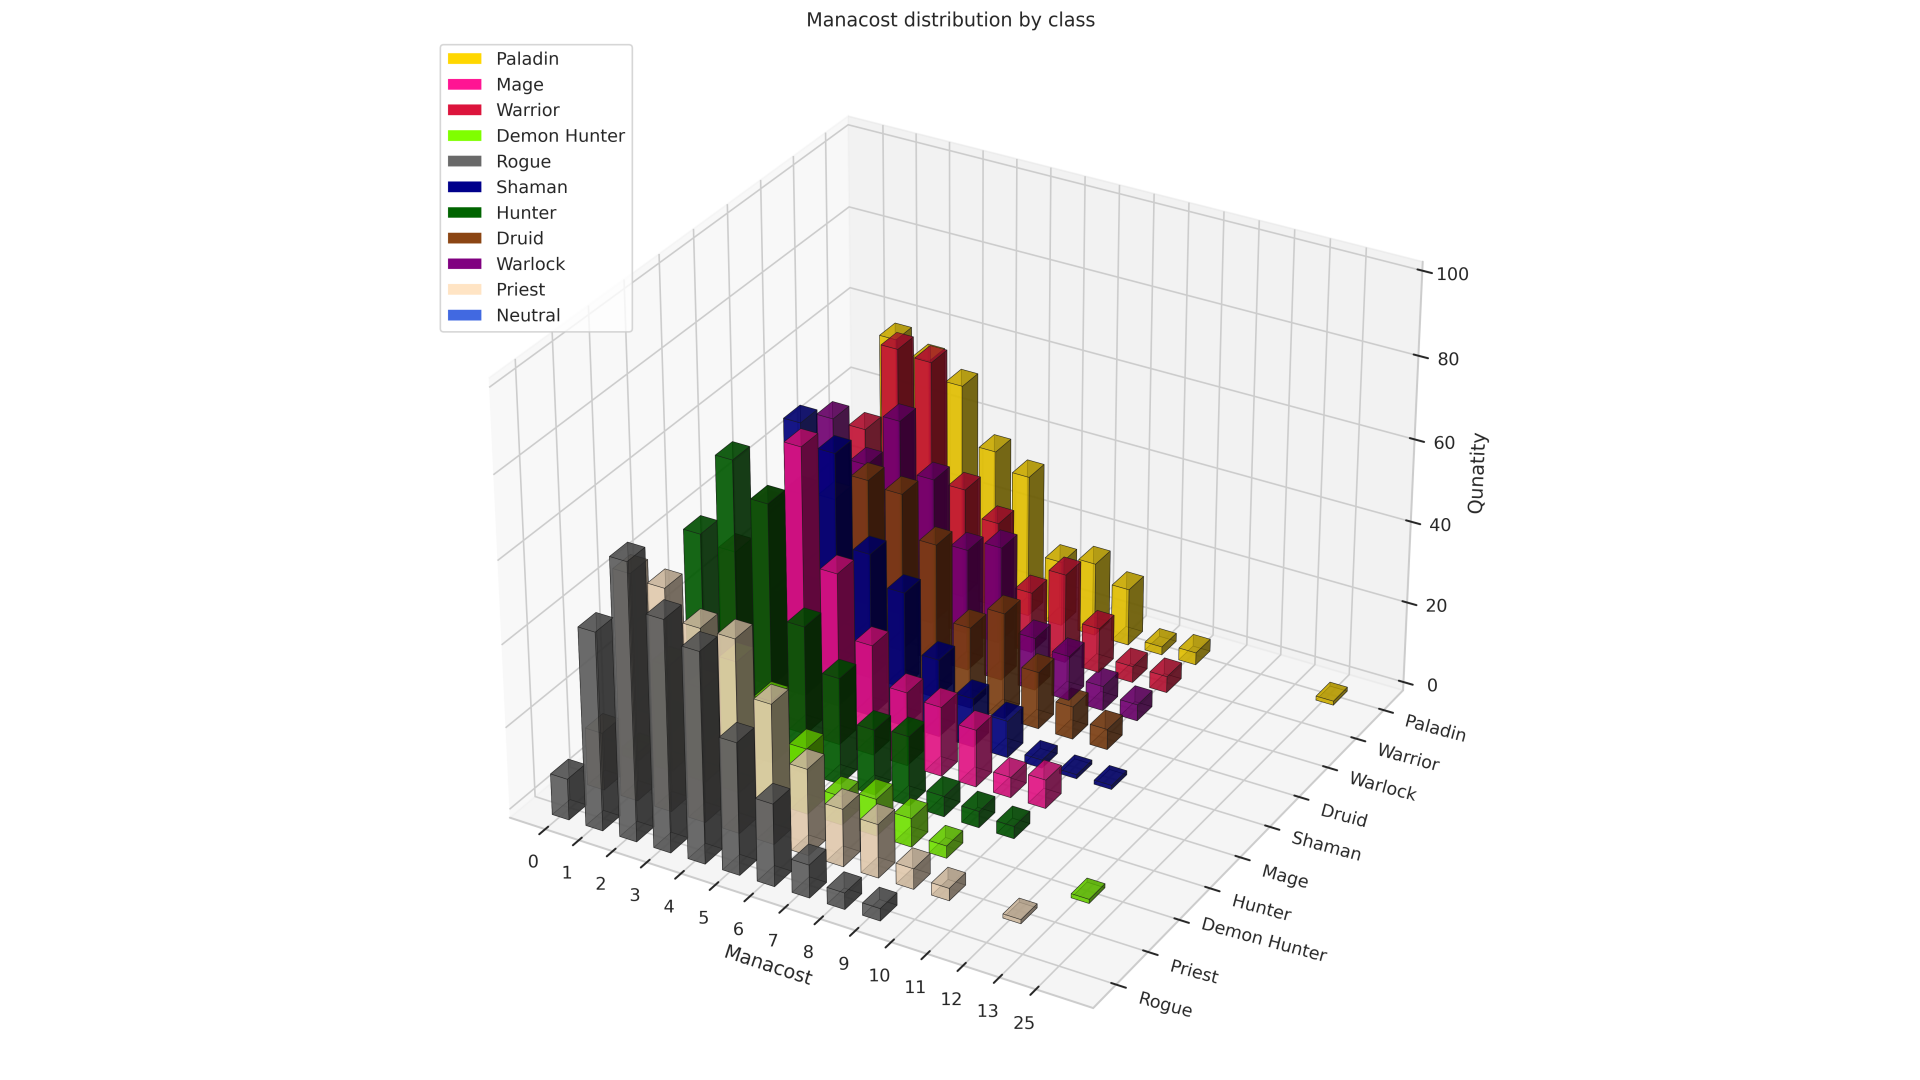 Manacost distribution by class
Paladin
Mage
Warrior
Demon Hunter
Rogue
Shaman
Hunter
Druid
Warlock
Priest
Neutral
100
80
60
40
20
0
Qunatity
Paladin
Warrior
Warlock
Druid
Shaman
Mage
Hunter
Demon Hunter
Priest
Rogue
0
1
2
3
4
5
6
7
8
9
10
11
12
13
25
Manacost